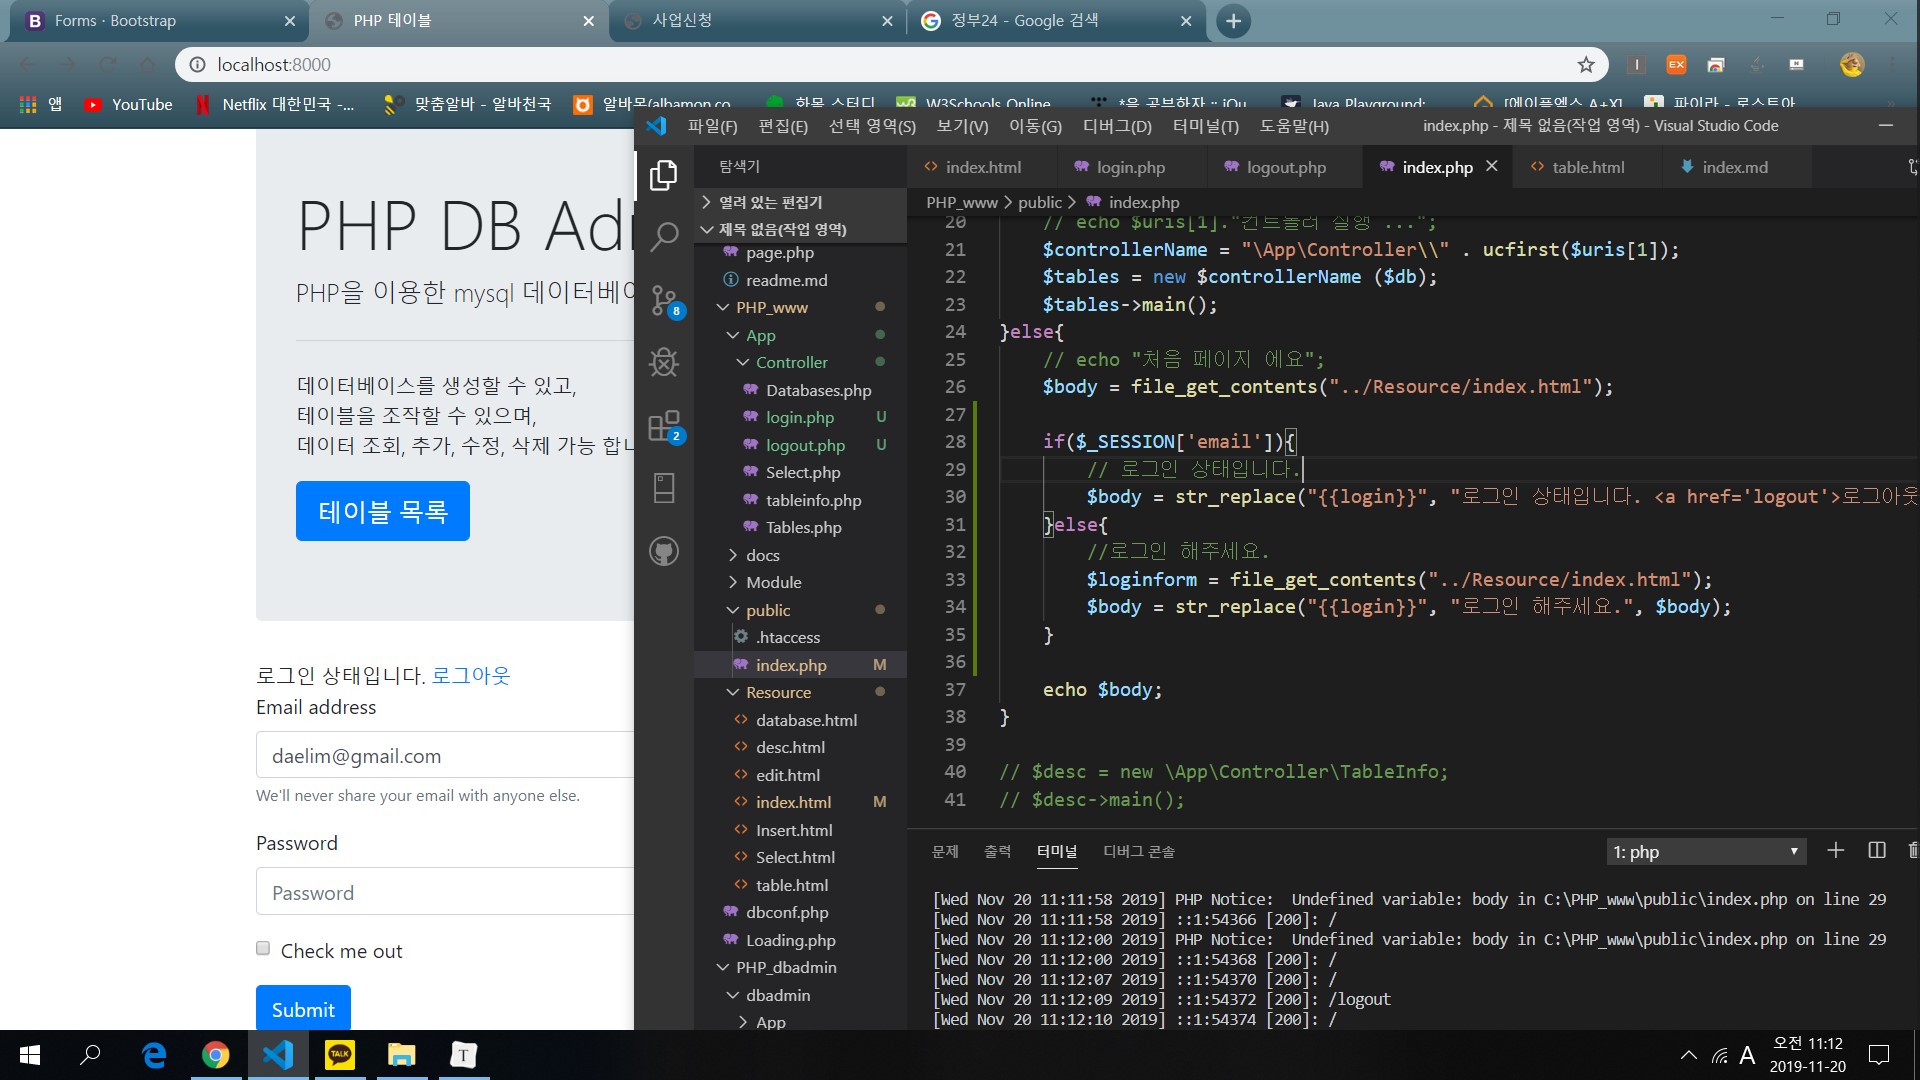 Forms · Bootstrap
PHP 테이블
사업신청
정부24 - Google 검색
localhost:8000
앱
YouTube
Netflix 대한민국 -...
맞춤알바 - 알바천국
알바몬(albamon.co
화목 스터디
W3Schools Online
Java Playground:
[에이플엑스 A+X]
파이라 - 로스트아
PHP DB Adı
PHP을 이용한 mysql 데이터베이
데이터베이스를 생성할 수 있고,
테이블을 조작할 수 있으며,
데이터 조회, 추가, 수정, 삭제 가능 합니
테이블 목록
로그인 상태입니다. 로그아웃
Email address
daelim@gmail.com
We'll never share your email with anyone else.
Password
Password
Check me out
Submit
파일(F) 편집(E) 선택 영역(S) 보기(V) 이동(G) 디버그(D) 터미널(T) 도움말(H)
index.php - 제목 없음(작업 영역) - Visual Studio Code
탐색기
열려 있는 편집기
제목 없음(작업 영역)
page.php
readme.md
PHP_www
App
Controller
Databases.php
login.php U
logout.php U
Select.php
tableinfo.php
Tables.php
docs
Module
public
.htaccess
index.php M
Resource
database.html
desc.html
edit.html
index.html M
Insert.html
Select.html
table.html
dbconf.php
Loading.php
PHP_dbadmin
dbadmin
App
8
2
index.html
login.php
logout.php
index.php
table.html
index.md
PHP_www > public > index.php
20 // echo $uris[1]."컨트롤러 실행 ...";
21 $controllerName = "\App\Controller\\" . ucfirst($uris[1]);
22 $tables = new $controllerName ($db);
23 $tables->main();
24 }else{
25 // echo "처음 페이지 에요";
26 $body = file_get_contents("../Resource/index.html");
27
28 if($_SESSION['email']){
29 // 로그인 상태입니다.
30 $body = str_replace("{{login}}", "로그인 상태입니다. <a href='logout'>로그아웃
31 }else{
32 //로그인 해주세요.
33 $loginform = file_get_contents("../Resource/index.html");
34 $body = str_replace("{{login}}", "로그인 해주세요.", $body);
35 }
36
37 echo $body;
38 }
39
40 // $desc = new \App\Controller\TableInfo;
41 // $desc->main();
문제 출력 터미널 디버그 콘솔
1: php
[Wed Nov 20 11:11:58 2019] PHP Notice:  Undefined variable: body in C:\PHP_www\public\index.php on line 29
[Wed Nov 20 11:11:58 2019] ::1:54366 [200]: /
[Wed Nov 20 11:12:00 2019] PHP Notice:  Undefined variable: body in C:\PHP_www\public\index.php on line 29
[Wed Nov 20 11:12:00 2019] ::1:54368 [200]: /
[Wed Nov 20 11:12:07 2019] ::1:54370 [200]: /
[Wed Nov 20 11:12:09 2019] ::1:54372 [200]: /logout
[Wed Nov 20 11:12:10 2019] ::1:54374 [200]: /
TALK
T
A
오전 11:12
2019-11-20